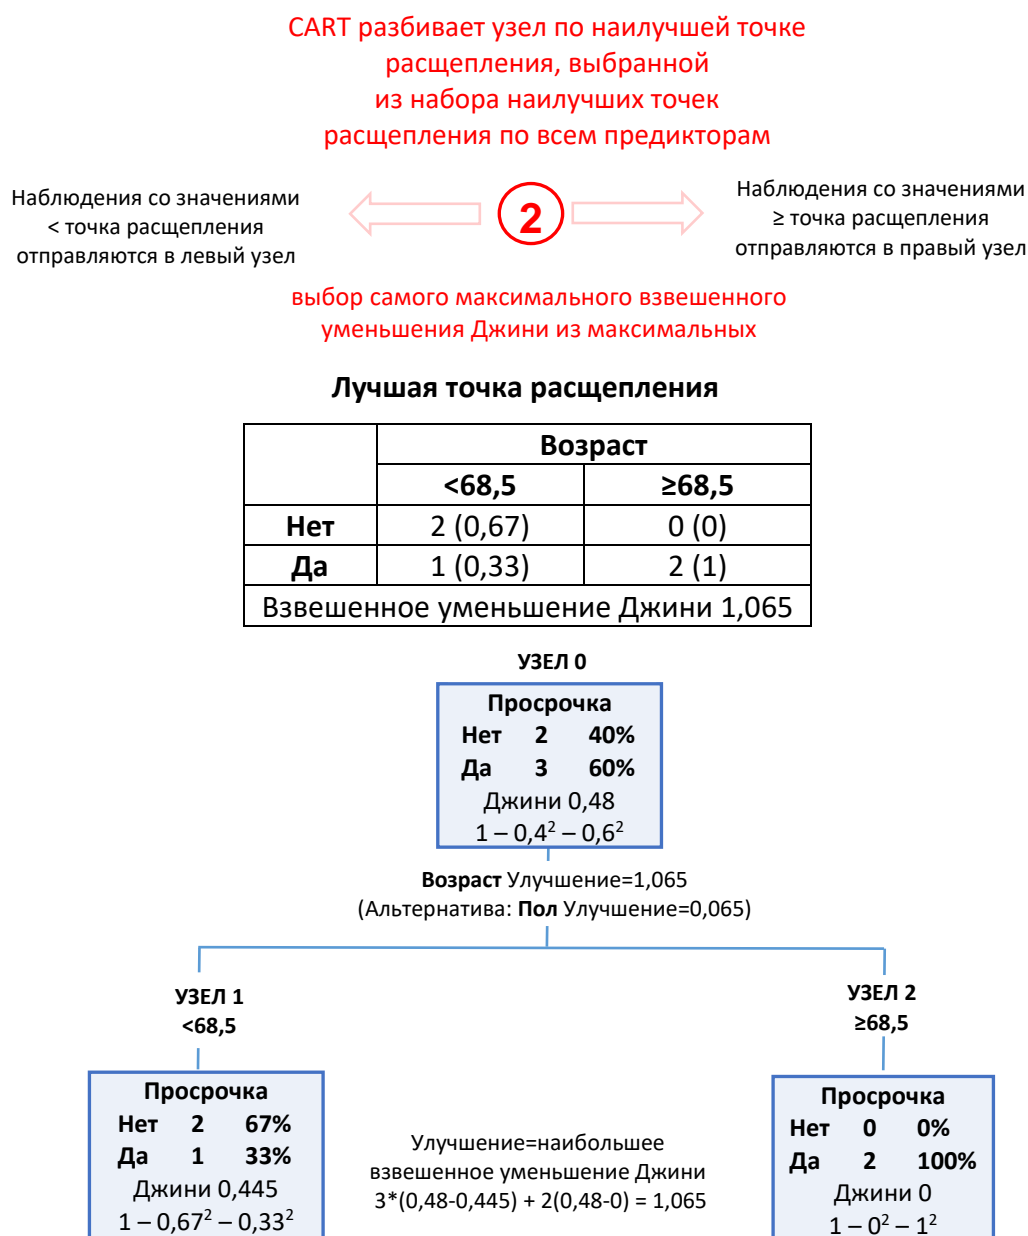 CART разбивает узел по наилучшей точке
расщепления, выбранной
из набора наилучших точек
расщепления по всем предикторам
Наблюдения со значениями
< точка расщепления
отправляются в левый узел
2
Наблюдения со значениями
≥ точка расщепления
отправляются в правый узел
выбор самого максимального взвешенного
уменьшения Джини из максимальных
Лучшая точка расщепления
Возраст
<68,5 ≥68,5
Нет 2 (0,67) 0 (0)
Да 1 (0,33) 2 (1)
Взвешенное уменьшение Джини 1,065
УЗЕЛ 0
Просрочка
Нет 2 40%
Да 3 60%
Джини 0,48
1 – 0,4² – 0,6²
Возраст Улучшение=1,065
(Альтернатива: Пол Улучшение=0,065)
УЗЕЛ 1
<68,5
Просрочка
Нет 2 67%
Да 1 33%
Джини 0,445
1 – 0,67² – 0,33²
Улучшение=наибольшее
взвешенное уменьшение Джини
3*(0,48-0,445) + 2(0,48-0) = 1,065
УЗЕЛ 2
≥68,5
Просрочка
Нет 0 0%
Да 2 100%
Джини 0
1 – 0² – 1²